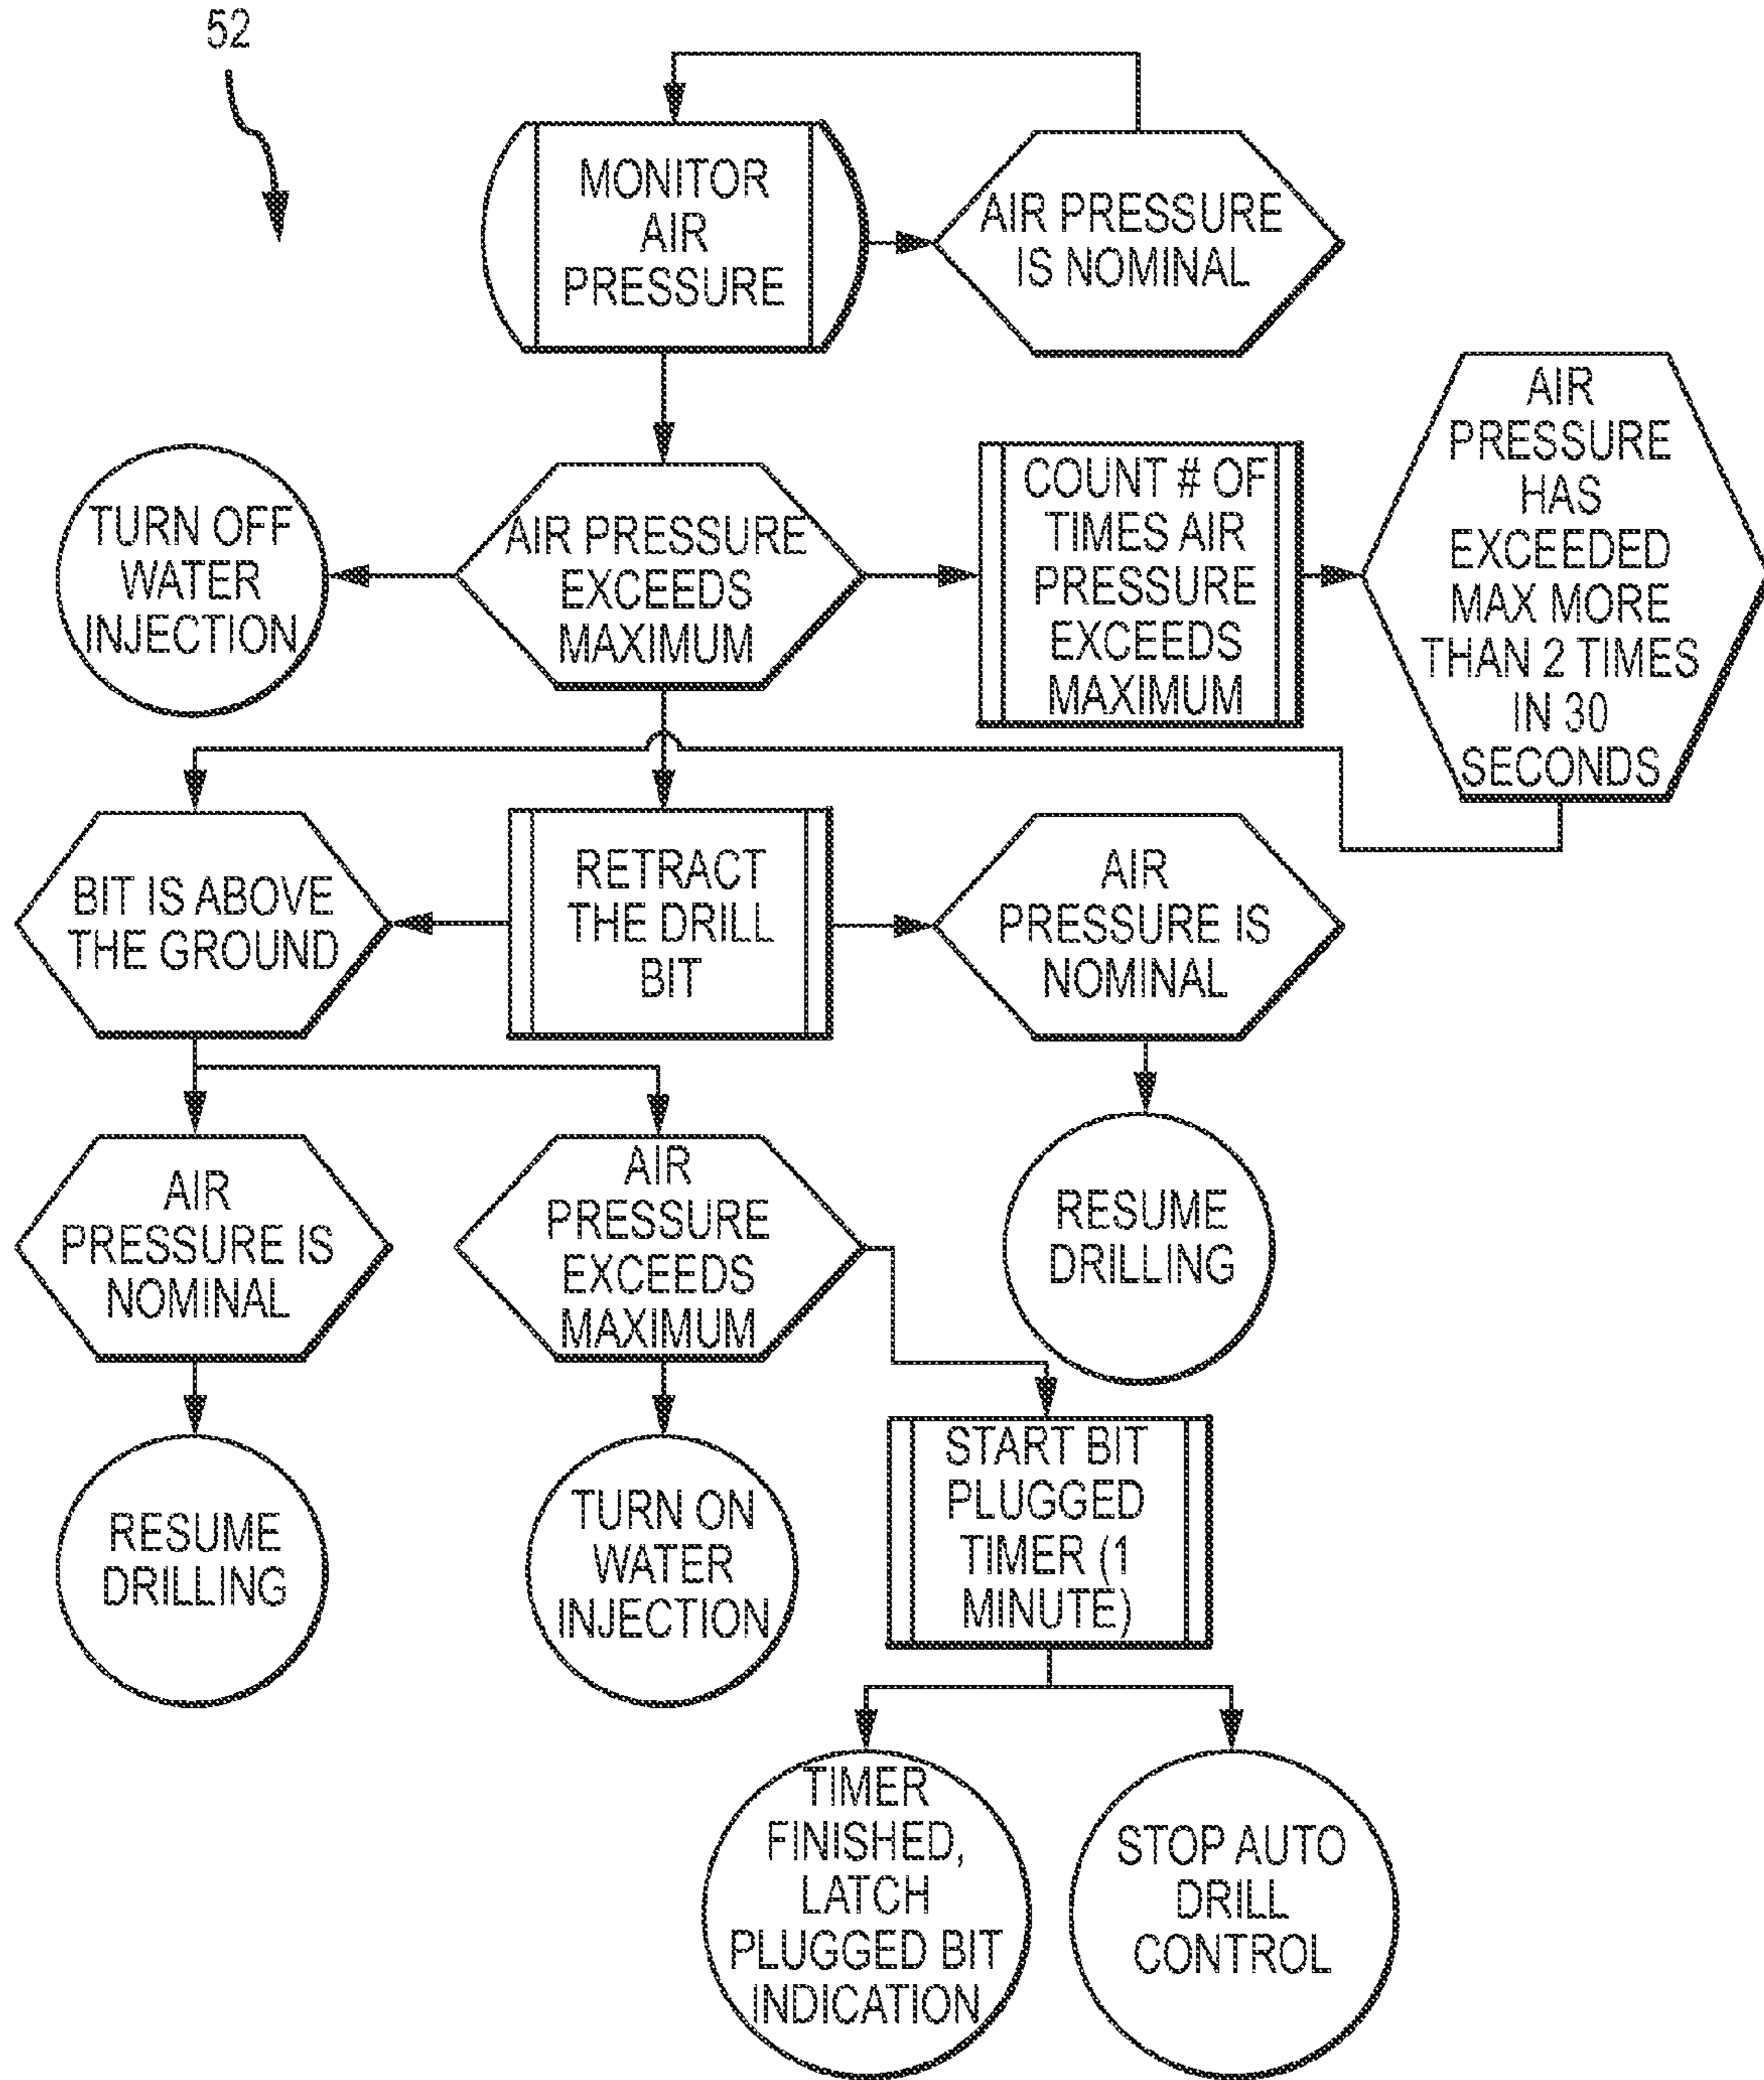 52
MONITOR
AIR
PRESSURE
AIR PRESSURE
IS NOMINAL
TURN OFF
WATER
INJECTION
AIR PRESSURE
EXCEEDS
MAXIMUM
COUNT # OF
TIMES AIR
PRESSURE
EXCEEDS
MAXIMUM
AIR
PRESSURE
HAS
EXCEEDED
MAX MORE
THAN 2 TIMES
IN 30
SECONDS
BIT IS ABOVE
THE GROUND
RETRACT
THE DRILL
BIT
AIR
PRESSURE IS
NOMINAL
AIR
PRESSURE IS
NOMINAL
AIR
PRESSURE
EXCEEDS
MAXIMUM
RESUME
DRILLING
RESUME
DRILLING
TURN ON
WATER
INJECTION
START BIT
PLUGGED
TIMER (1
MINUTE)
TIMER
FINISHED,
LATCH
PLUGGED BIT
INDICATION
STOP AUTO
DRILL
CONTROL